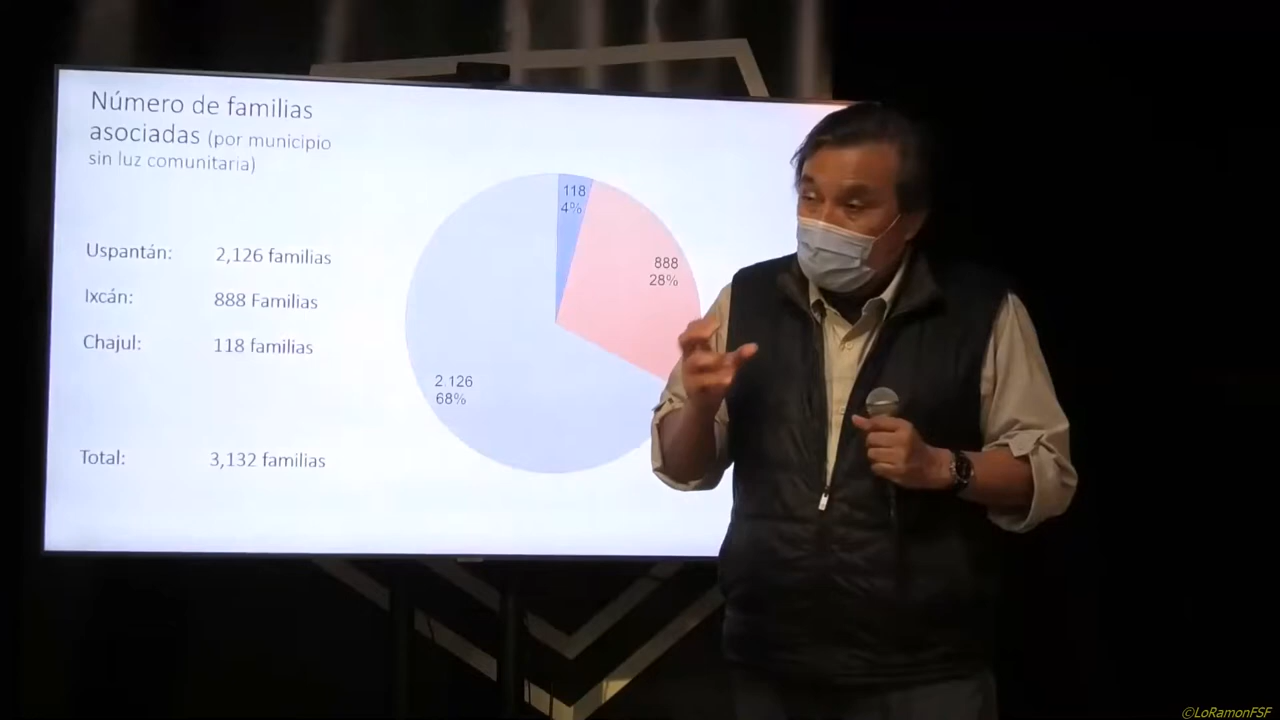 Número de familias
asociadas (por municipio
sin luz comunitaria)
Uspantán: 2,126 familias
Ixcán: 888 Familias
Chajul: 118 familias
Total: 3,132 familias
118
4%
888
28%
2.126
68%
©LoRamonFSF